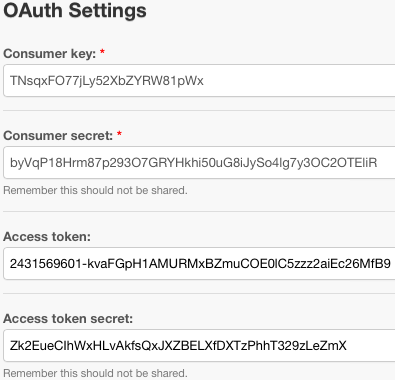 OAuth Settings
Consumer key: *
TNsqxFO77jLy52XbZYRW81pWx
Consumer secret: *
byVqP18Hrm87p293O7GRYHkhi50uG8iJySo4Ig7y3OC2OTEliR
Remember this should not be shared.
Access token:
2431569601-kvaFGpH1AMURMxBZmuCOE0lC5zzz2aiEc26MfB9
Access token secret:
Zk2EueClhWxHLvAkfsQxJXZBELXfDXTzPhhT329zLeZmX
Remember this should not be shared.